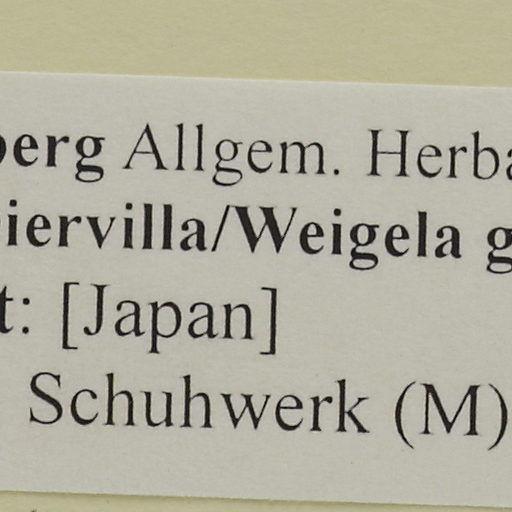 berg Allgem. Herba
iervilla/Weigela g
t: [Japan]
Schuhwerk (M)